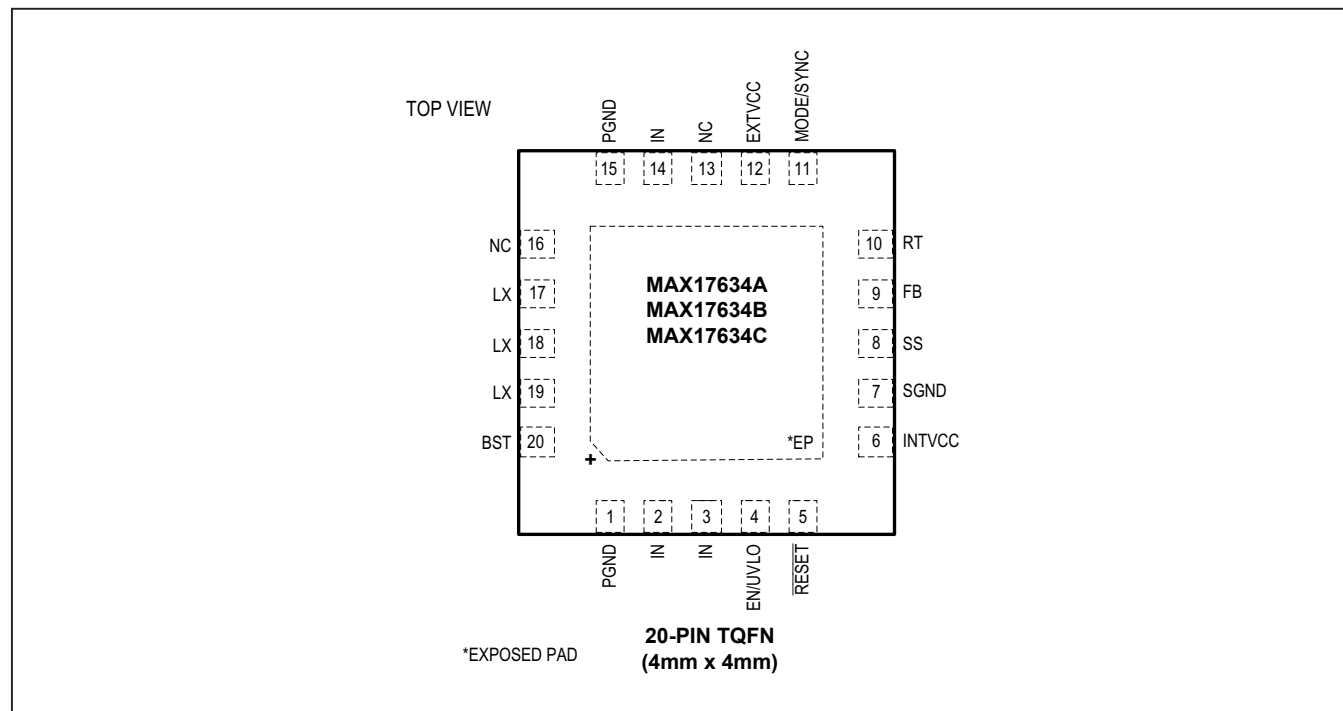 TOP VIEW
PGND
IN
NC
EXTVCC
MODE/SYNC
15
14
13
12
11
NC 16
LX 17
LX 18
LX 19
BST 20
MAX17634A
MAX17634B
MAX17634C
*EP
+
10 RT
9 FB
8 SS
7 SGND
6 INTVCC
1
2
3
4
5
PGND
IN
IN
EN/UVLO
RESET
*EXPOSED PAD
20-PIN TQFN
(4mm x 4mm)